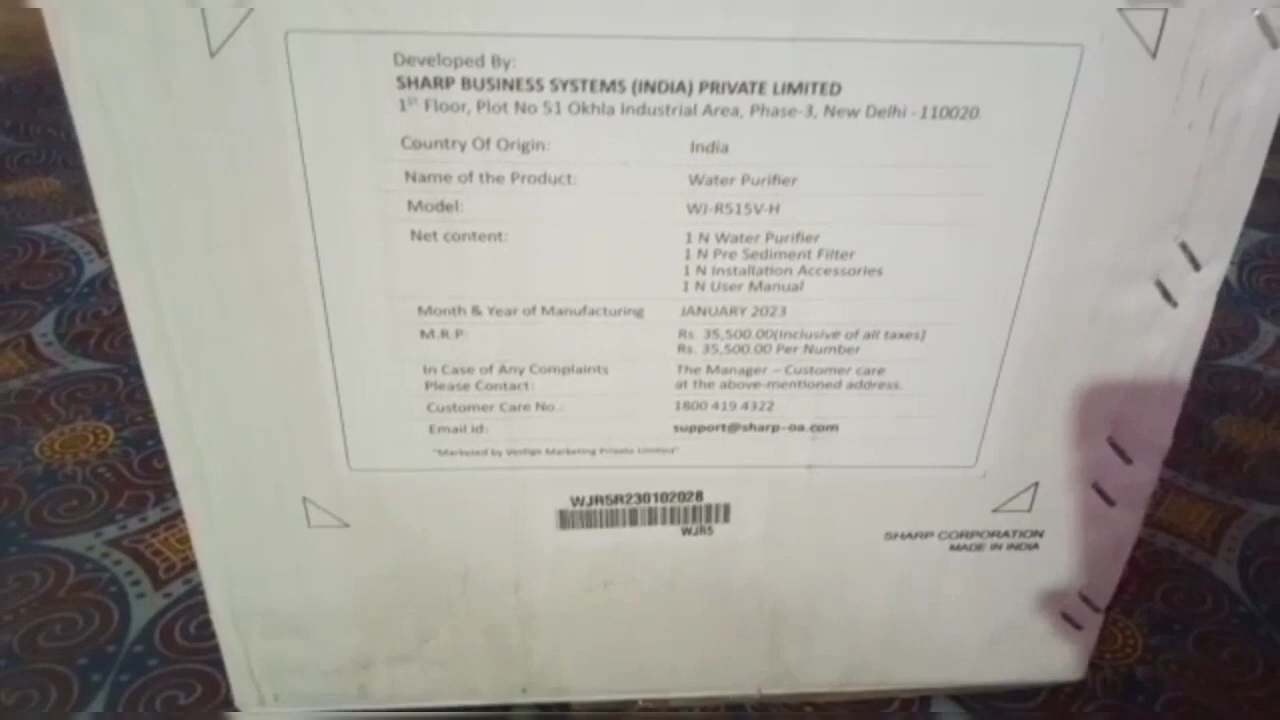 Developed By:
SHARP BUSINESS SYSTEMS (INDIA) PRIVATE LIMITED
1ST Floor, Plot No 51 Okhla Industrial Area, Phase-3, New Delhi - 110020
Country Of Origin: India
Name of the Product: Water Purifier
Model: WJ-R515V-H
Net content: 1 N Water Purifier
1 N Pre Sediment Filter
1 N Installation Accessories
1 N User Manual
Month & Year of Manufacturing JANUARY 2023
M.R.P: Rs. 35,500.00(Inclusive of all taxes)
Rs. 35,500.00 Per Number
In Case of Any Complaints The Manager – Customer care
Please Contact: at the above-mentioned address.
Customer Care No.: 1800 419 4322
Email id: support@sharp-oa.com
"Marketed by Vestige Marketing Private Limited"
WJR5R230102028
WJR5
SHARP CORPORATION
MADE IN INDIA